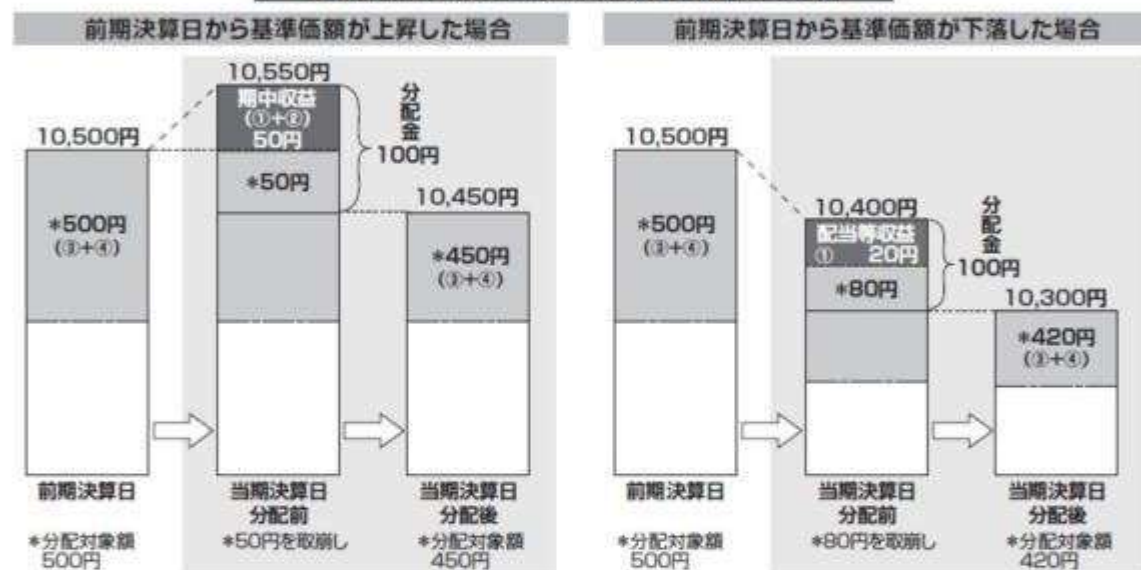 前期決算日から基準価額が上昇した場合
10,550円
期中収益
(①+②)
50円
分配金
100円
10,500円
*50円
10,450円
*500円
(③+④)
*450円
(③+④)
前期決算日
当期決算日
分配前
当期決算日
分配後
*分配対象額
500円
*50円を取崩し
*分配対象額
450円
前期決算日から基準価額が下落した場合
10,500円
10,400円
配当等収益
① 20円
分配金
100円
*500円
(③+④)
*80円
10,300円
*420円
(③+④)
前期決算日
当期決算日
分配前
当期決算日
分配後
*分配対象額
500円
*80円を取崩し
*分配対象額
420円